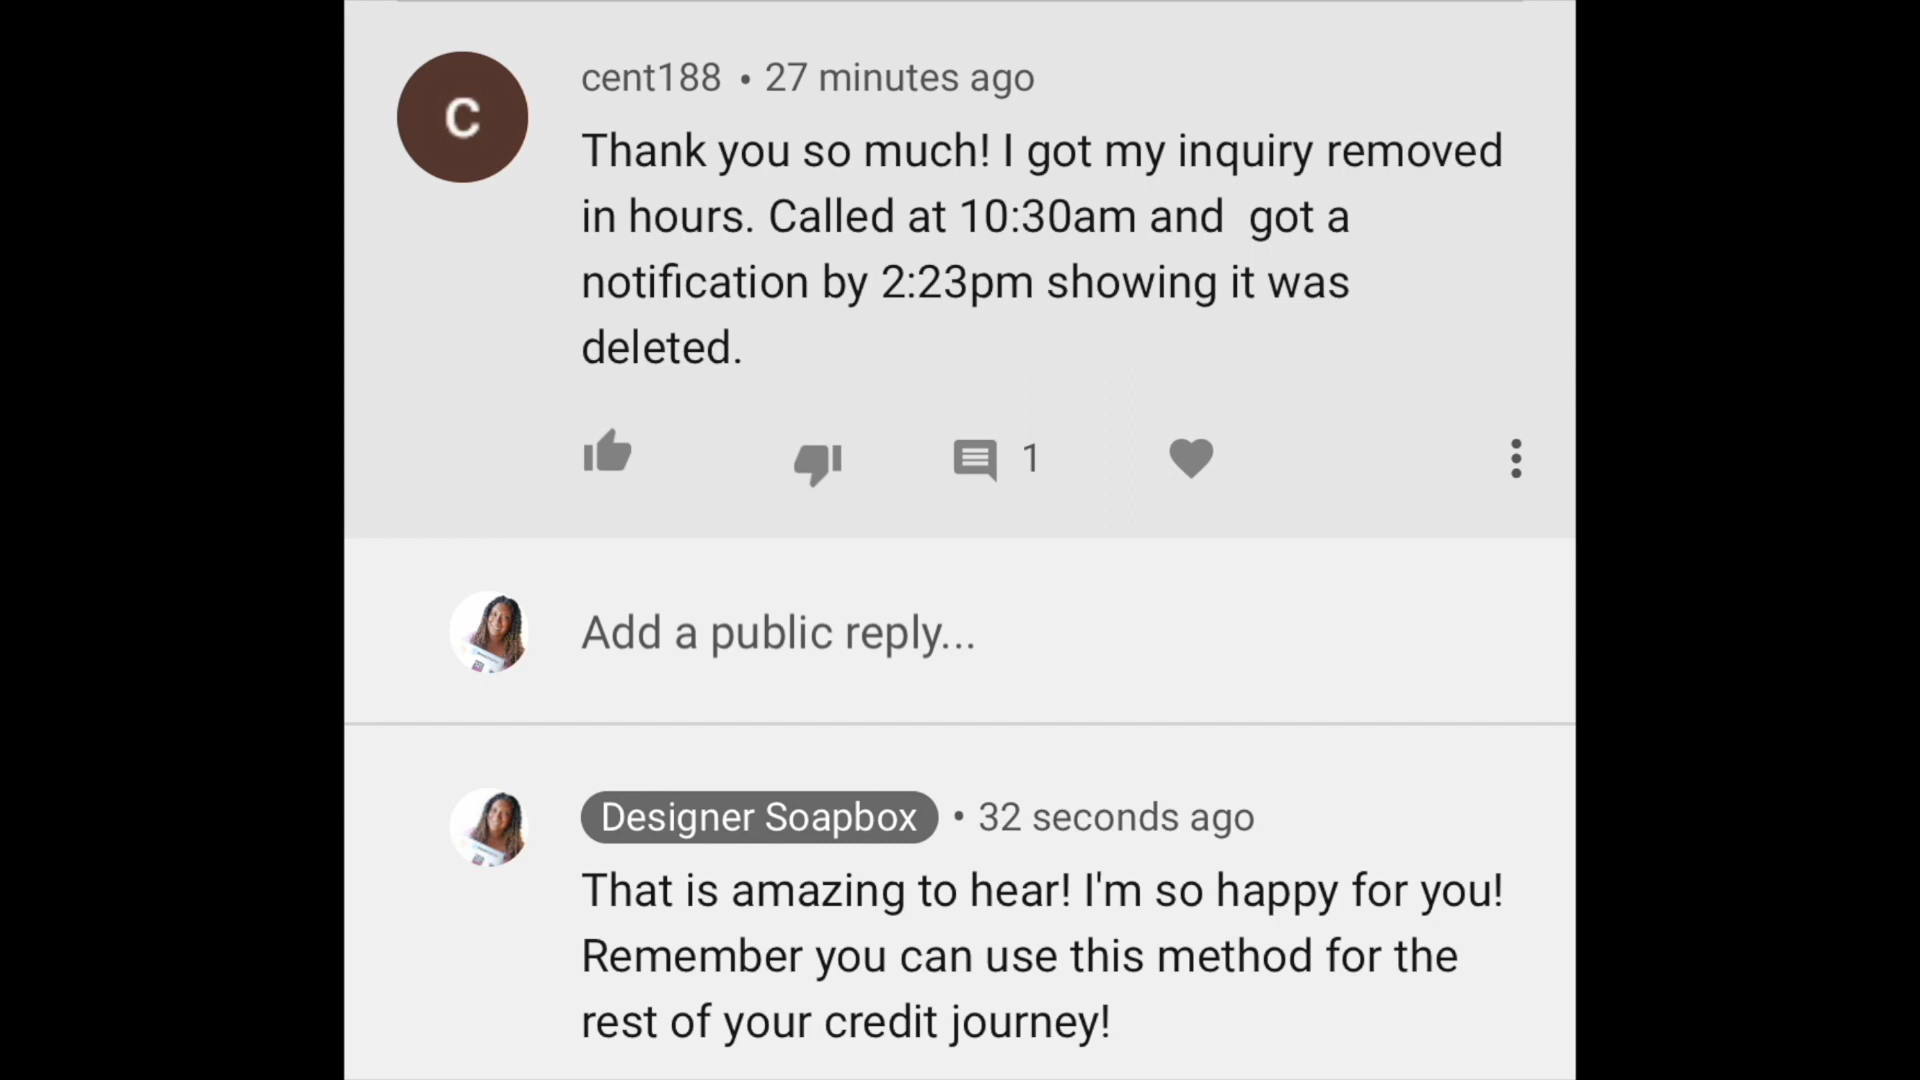 C
cent188 • 27 minutes ago
Thank you so much! I got my inquiry removed
in hours. Called at 10:30am and  got a
notification by 2:23pm showing it was
deleted.
1
Add a public reply...
Designer Soapbox • 32 seconds ago
That is amazing to hear! I'm so happy for you!
Remember you can use this method for the
rest of your credit journey!